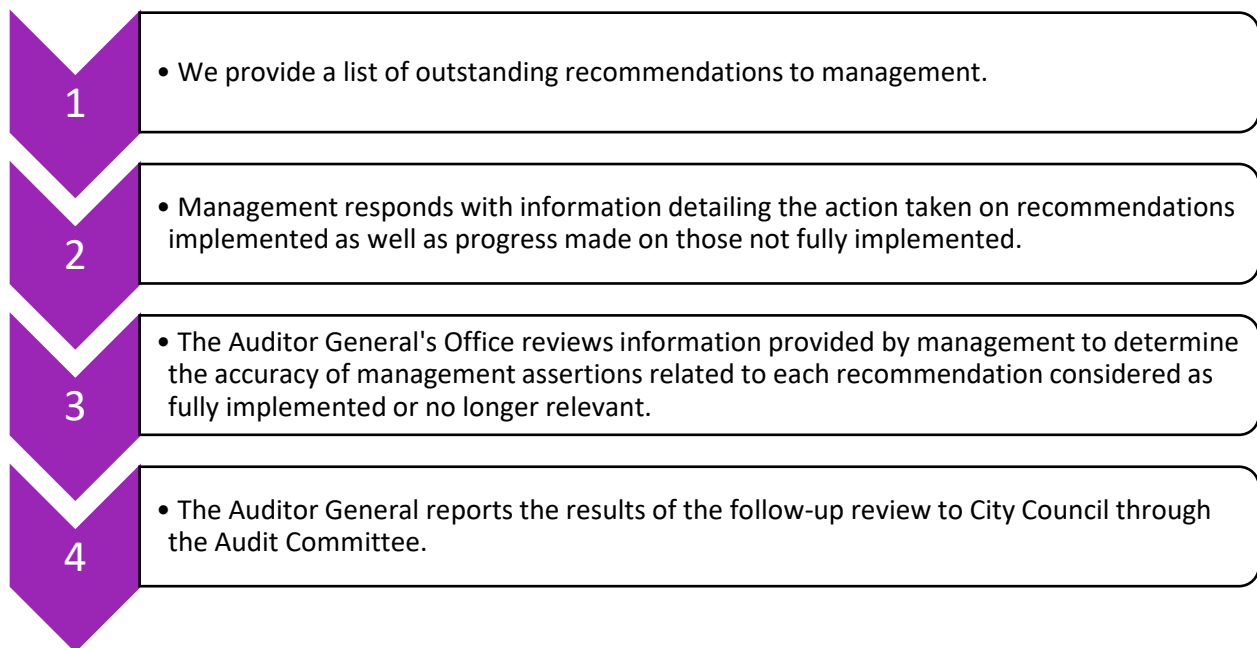 1
• We provide a list of outstanding recommendations to management.
2
• Management responds with information detailing the action taken on recommendations
implemented as well as progress made on those not fully implemented.
3
• The Auditor General's Office reviews information provided by management to determine
the accuracy of management assertions related to each recommendation considered as
fully implemented or no longer relevant.
4
• The Auditor General reports the results of the follow-up review to City Council through
the Audit Committee.